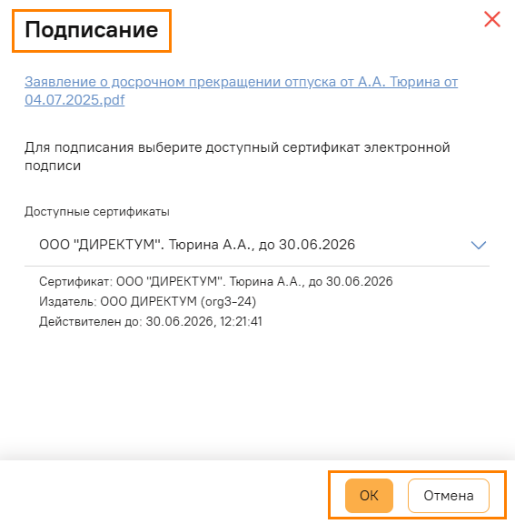 Подписание
Заявление о досрочном прекращении отпуска от А.А. Тюрина от
04.07.2025.pdf
Для подписания выберите доступный сертификат электронной
подписи
Доступные сертификаты
ООО "ДИРЕКТУМ". Тюрина А.А., до 30.06.2026
Сертификат: ООО "ДИРЕКТУМ". Тюрина А.А., до 30.06.2026
Издатель: ООО ДИРЕКТУМ (org3-24)
Действителен до: 30.06.2026, 12:21:41
ОК Отмена